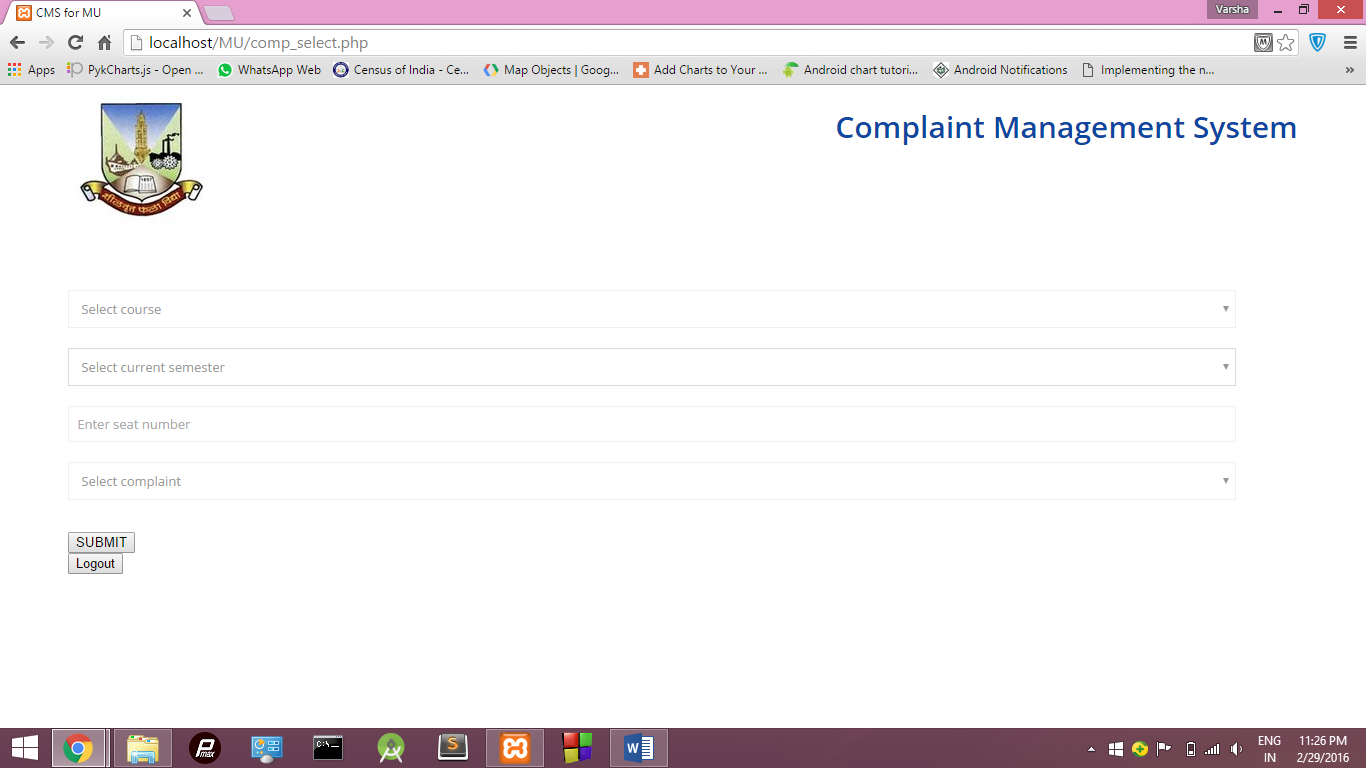 CMS for MU
Varsha
localhost/MU/comp_select.php
Apps
PykCharts.js - Open ...
WhatsApp Web
Census of India - Ce...
Map Objects | Goog...
Add Charts to Your ...
Android chart tutori...
Android Notifications
Implementing the n...
»
Complaint Management System
Select course
Select current semester
Enter seat number
Select complaint
SUBMIT
Logout
ENG
IN
11:26 PM
2/29/2016